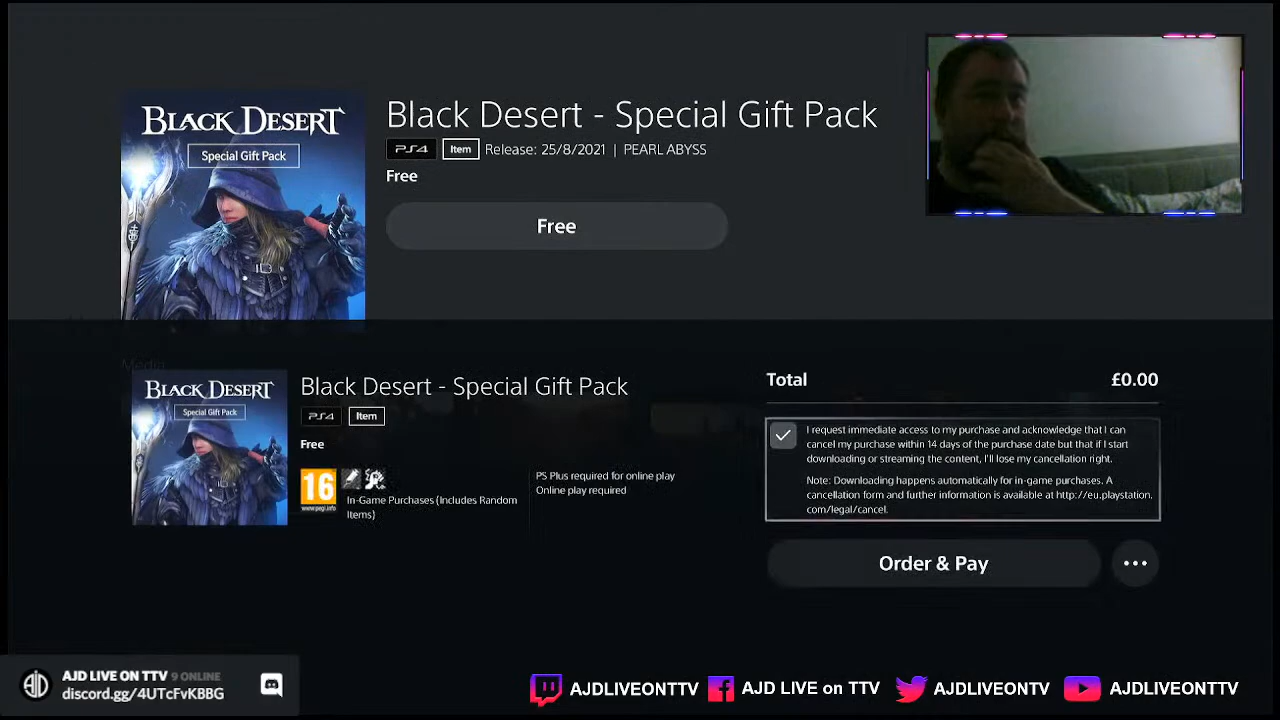 BLACK DESERT
Special Gift Pack
Black Desert - Special Gift Pack
PS4 Item Release: 25/8/2021 | PEARL ABYSS
Free
Free
BLACK DESERT
Special Gift Pack
Black Desert - Special Gift Pack
PS4 Item
Free
16
www.pegi.info
In-Game Purchases (Includes Random
Items)
PS Plus required for online play
Online play required
Total £0.00
I request immediate access to my purchase and acknowledge that I can
cancel my purchase within 14 days of the purchase date but that if I start
downloading or streaming the content, I'll lose my cancellation right.
Note: Downloading happens automatically for in-game purchases. A
cancellation form and further information is available at http://eu.playstation.
com/legal/cancel.
Order & Pay
AJD LIVE ON TTV 9 ONLINE
discord.gg/4UTcFvKBBG
AJDLIVEONTTV
AJD LIVE on TTV
AJDLIVEONTV
AJDLIVEONTTV